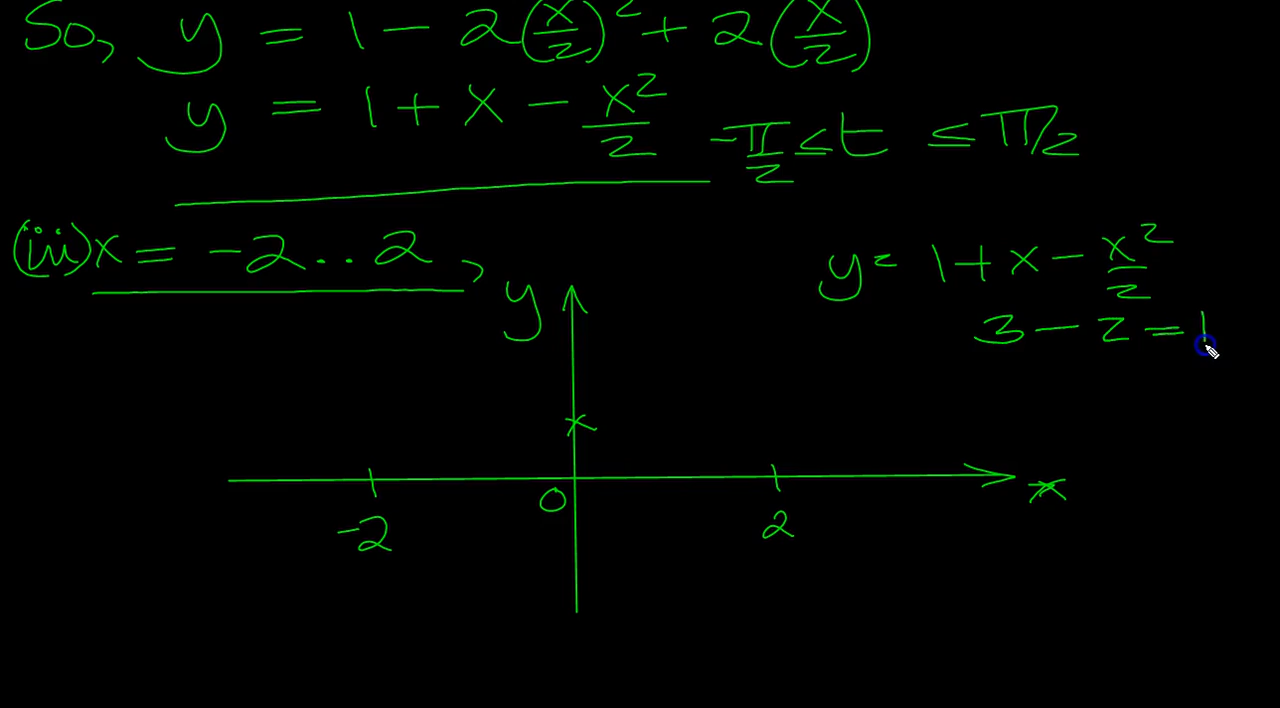 So, y = 1 - 2(x/2)² + 2(x/2)
y = 1 + x - x²/2 -π/2 ≤ t ≤ π/2
(iii) x = -2..2, y = 1 + x - x²/2
3 - 2 = 1
y
0
x
-2
2